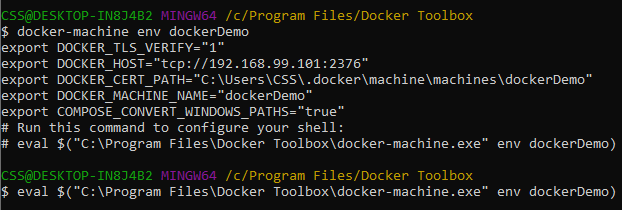 CSS@DESKTOP-IN8J4B2 MINGW64 /c/Program Files/Docker Toolbox
$ docker-machine env dockerDemo
export DOCKER_TLS_VERIFY="1"
export DOCKER_HOST="tcp://192.168.99.101:2376"
export DOCKER_CERT_PATH="C:\Users\CSS\.docker\machine\machines\dockerDemo"
export DOCKER_MACHINE_NAME="dockerDemo"
export COMPOSE_CONVERT_WINDOWS_PATHS="true"
# Run this command to configure your shell:
# eval $("C:\Program Files\Docker Toolbox\docker-machine.exe" env dockerDemo)
CSS@DESKTOP-IN8J4B2 MINGW64 /c/Program Files/Docker Toolbox
$ eval $("C:\Program Files\Docker Toolbox\docker-machine.exe" env dockerDemo)